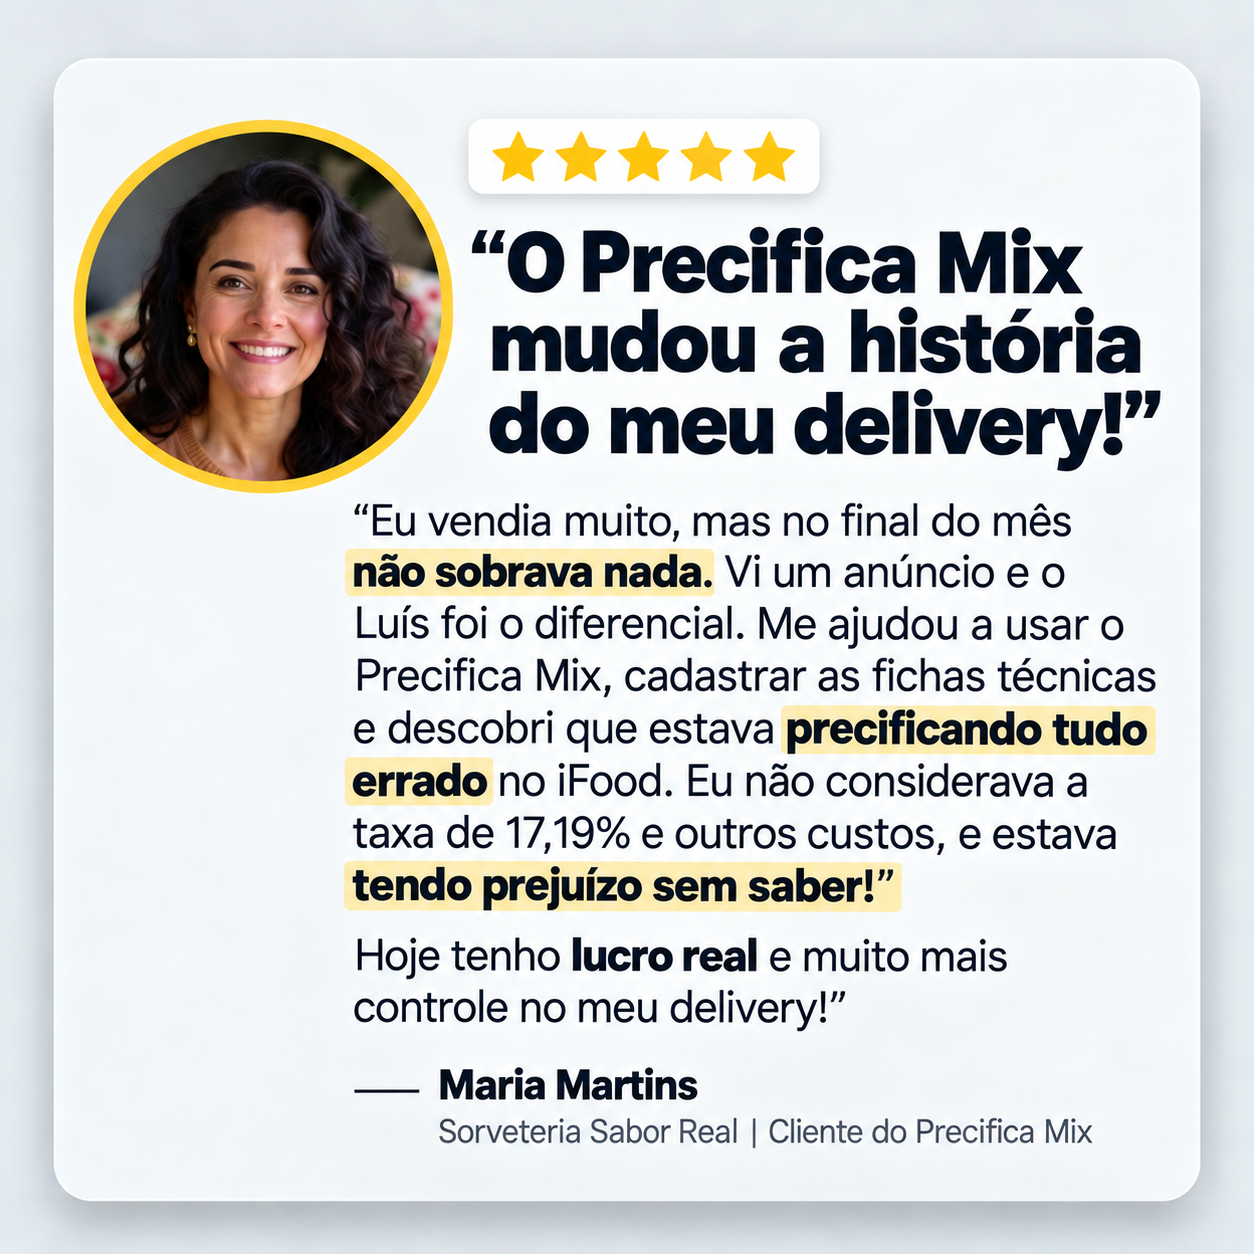 “O Precifica Mix
mudou a história
do meu delivery!”
“Eu vendia muito, mas no final do mês
não sobrava nada. Vi um anúncio e o
Luís foi o diferencial. Me ajudou a usar o
Precifica Mix, cadastrar as fichas técnicas
e descobri que estava precificando tudo
errado no iFood. Eu não considerava a
taxa de 17,19% e outros custos, e estava
tendo prejuízo sem saber!”
Hoje tenho lucro real e muito mais
controle no meu delivery!”
— Maria Martins
Sorveteria Sabor Real | Cliente do Precifica Mix